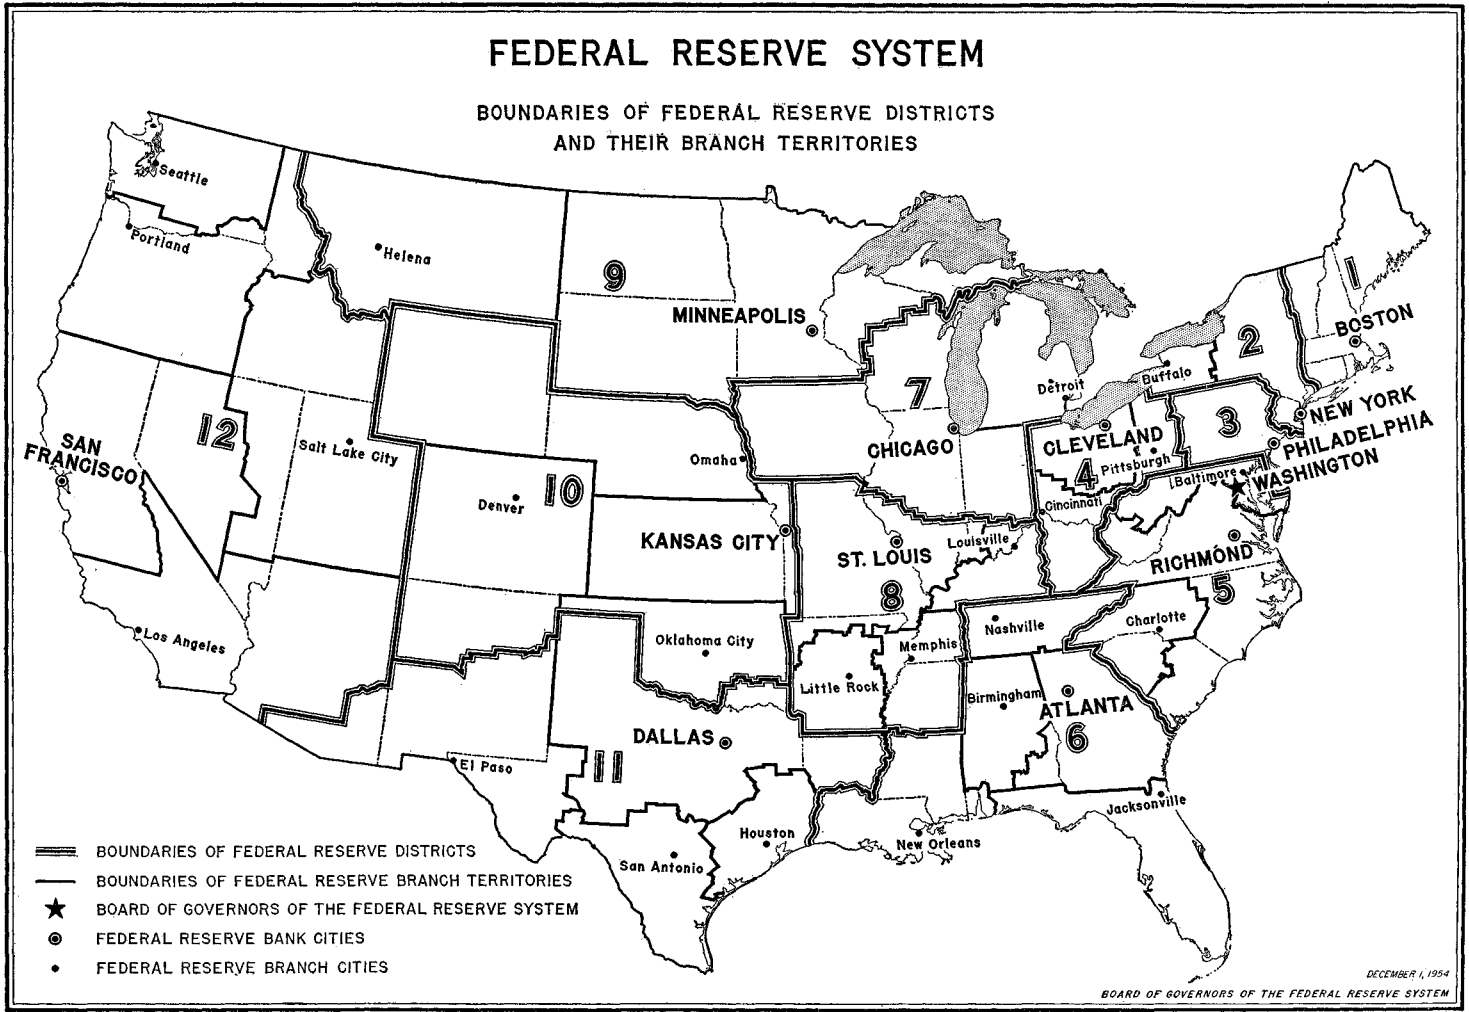 FEDERAL RESERVE SYSTEM
BOUNDARIES OF FEDERAL RESERVE DISTRICTS
AND THEIR BRANCH TERRITORIES
Seattle
Portland
Helena
9
MINNEAPOLIS
1
BOSTON
2
Buffalo
Detroit
7
CHICAGO
NEW YORK
3
PHILADELPHIA
WASHINGTON
CLEVELAND
4
Pittsburgh
Baltimore
Cincinnati
12
SAN
FRANCISCO
Salt Lake City
Omaha
Denver
10
KANSAS CITY
ST. LOUIS
Louisville
8
RICHMOND
5
Los Angeles
Oklahoma City
Nashville
Charlotte
Memphis
Little Rock
Birmingham
ATLANTA
6
DALLAS
11
El Paso
Houston
San Antonio
New Orleans
Jacksonville
BOUNDARIES OF FEDERAL RESERVE DISTRICTS
BOUNDARIES OF FEDERAL RESERVE BRANCH TERRITORIES
BOARD OF GOVERNORS OF THE FEDERAL RESERVE SYSTEM
FEDERAL RESERVE BANK CITIES
FEDERAL RESERVE BRANCH CITIES
DECEMBER 1, 1954
BOARD OF GOVERNORS OF THE FEDERAL RESERVE SYSTEM